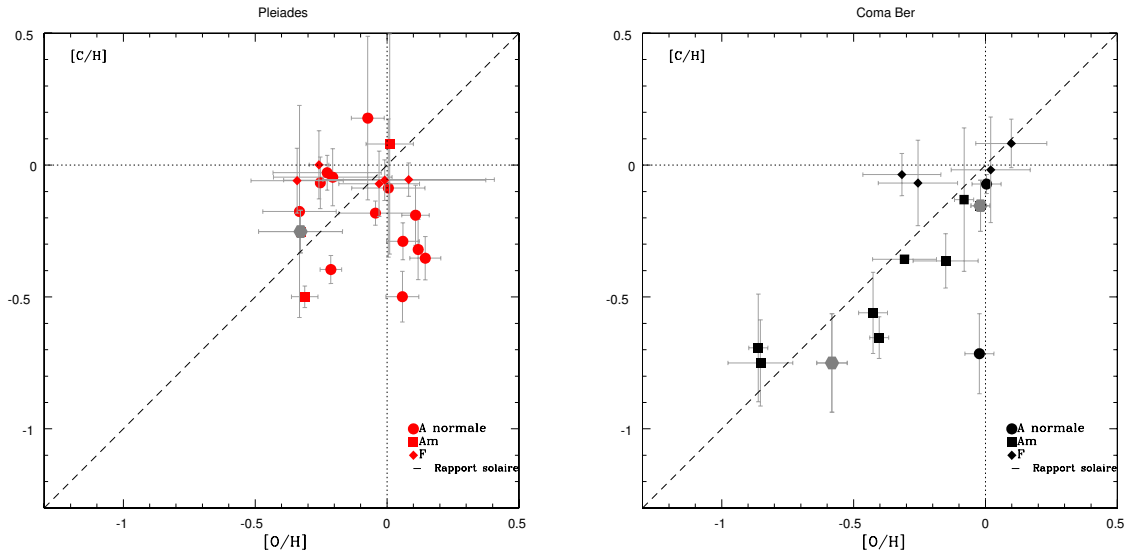 Pleiades
0.5
[C/H]
0
-0.5
-1
A normale
Am
F
Rapport solaire
-1
-0.5
0
0.5
[O/H]
Coma Ber
0.5
[C/H]
0
-0.5
-1
A normale
Am
F
Rapport solaire
-1
-0.5
0
0.5
[O/H]